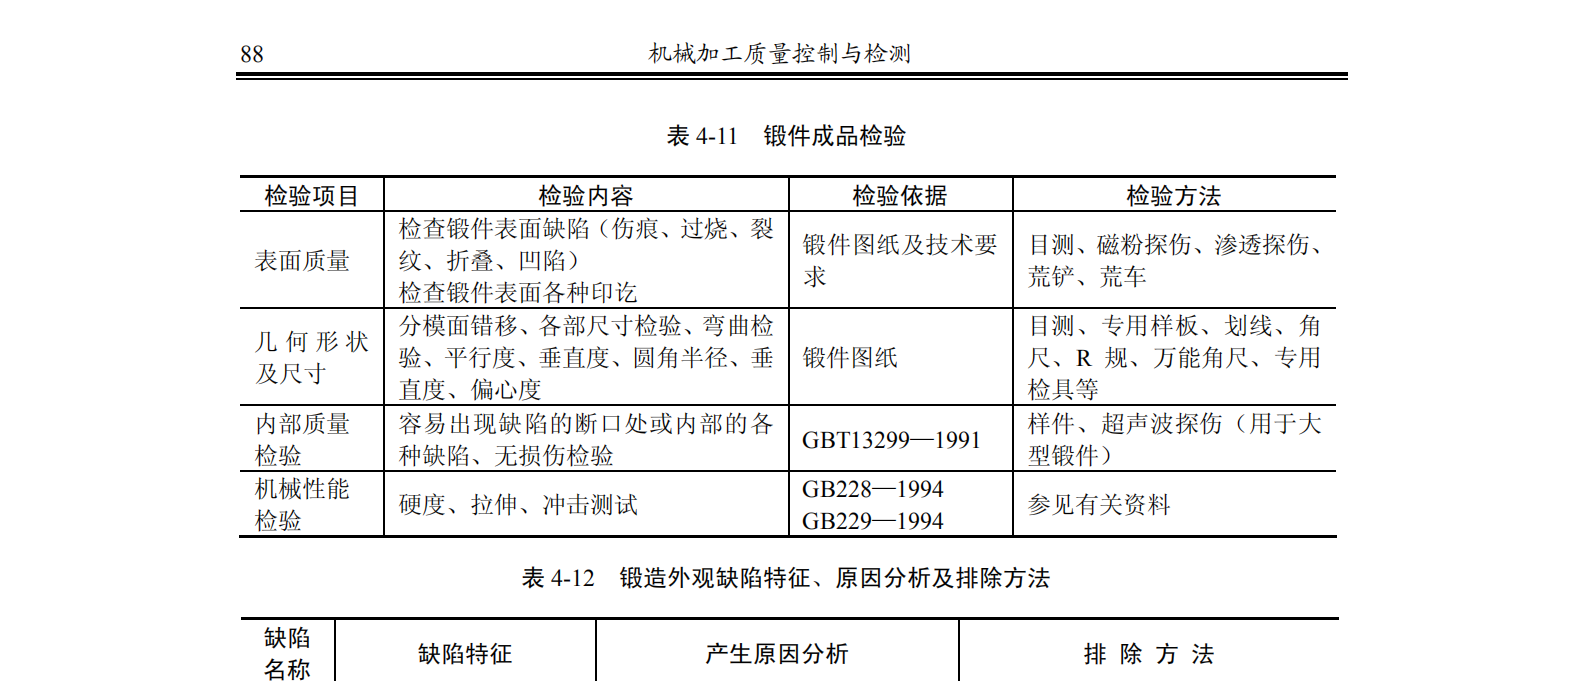 88 机械加工质量控制与检测
表 4-11 锻件成品检验
检验项目 检验内容 检验依据 检验方法
表面质量
检查锻件表面缺陷（伤痕、过烧、裂
纹、折叠、凹陷）
检查锻件表面各种印讫
锻件图纸及技术要
求
目测、磁粉探伤、渗透探伤、
荒铲、荒车
几何形状
及尺寸
分模面错移、各部尺寸检验、弯曲检
验、平行度、垂直度、圆角半径、垂
直度、偏心度
锻件图纸
目测、专用样板、划线、角
尺、R 规、万能角尺、专用
检具等
内部质量
检验
容易出现缺陷的断口处或内部的各
种缺陷、无损伤检验
GBT13299—1991
样件、超声波探伤（用于大
型锻件）
机械性能
检验
硬度、拉伸、冲击测试
GB228—1994
GB229—1994
参见有关资料
表 4-12 锻造外观缺陷特征、原因分析及排除方法
缺陷
名称
缺陷特征 产生原因分析 排 除 方 法